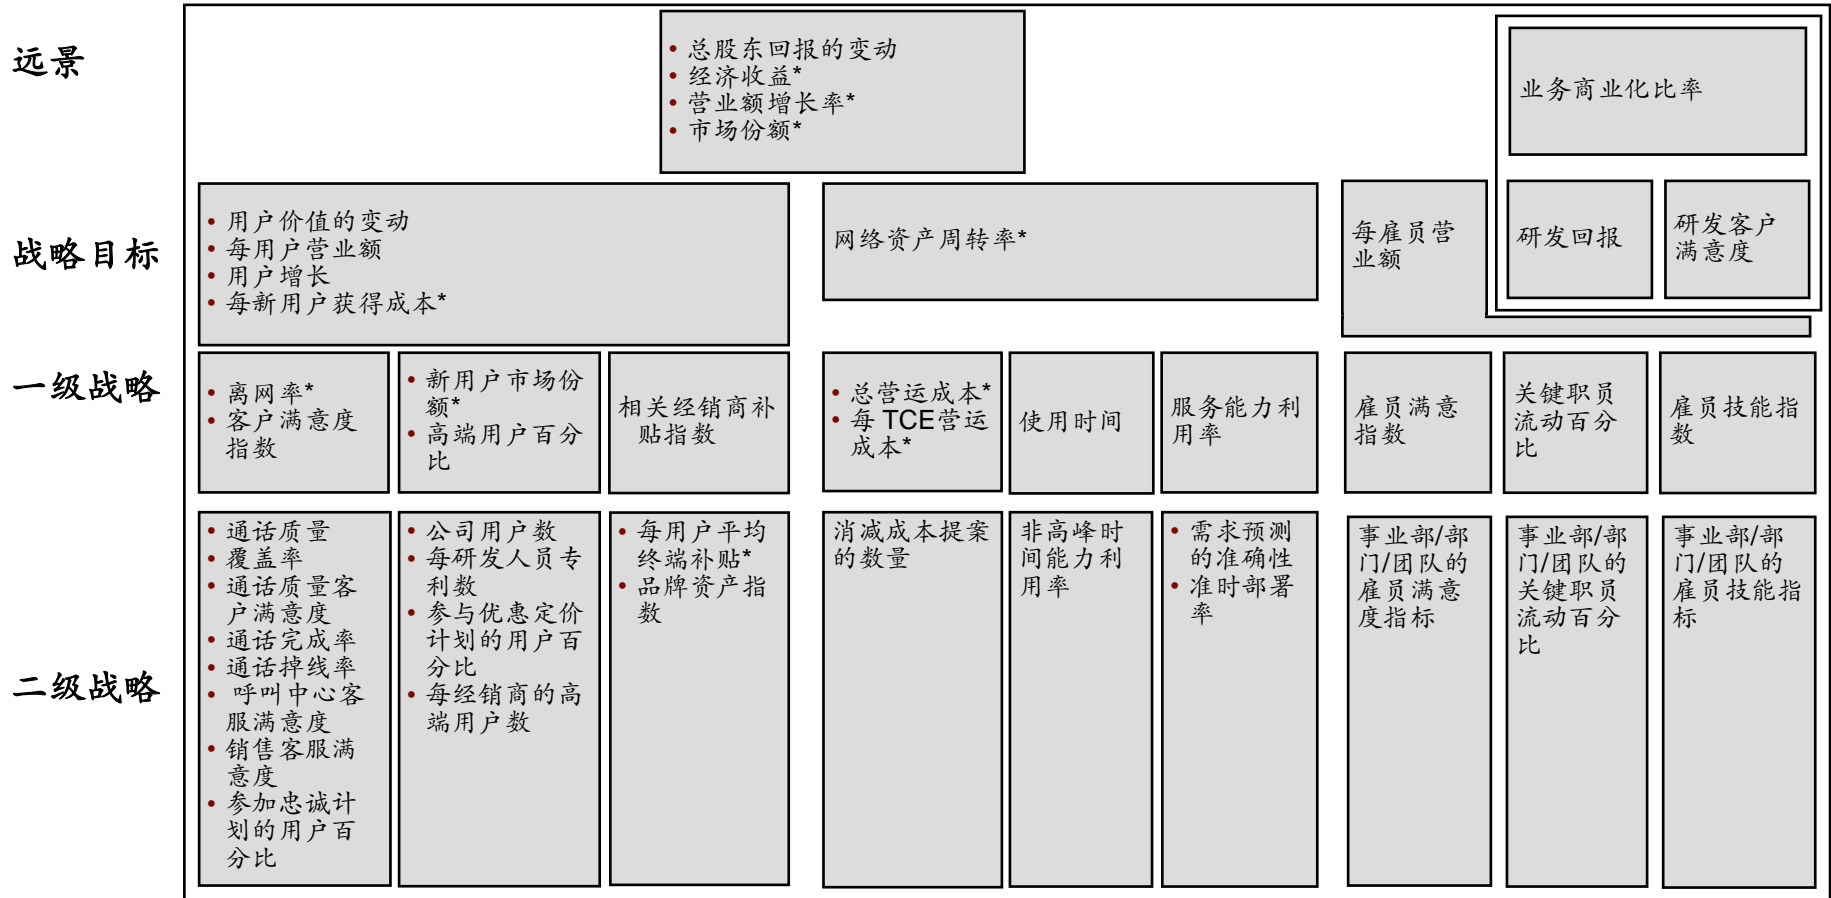 远景
• 总股东回报的变动
• 经济收益*
• 营业额增长率*
• 市场份额*
业务商业化比率
战略目标
• 用户价值的变动
• 每用户营业额
• 用户增长
• 每新用户获得成本*
网络资产周转率*
每雇员营
业额
研发回报
研发客户
满意度
一级战略
• 离网率*
• 客户满意度
指数
• 新用户市场份
额*
• 高端用户百分
比
相关经销商补
贴指数
• 总营运成本*
• 每 TCE营运
成本*
使用时间
服务能力利
用率
雇员满意
指数
关键职员
流动百分
比
雇员技能指
数
二级战略
• 通话质量
• 覆盖率
• 通话质量客
户满意度
• 通话完成率
• 通话掉线率
• 呼叫中心客
服满意度
• 销售客服满
意度
• 参加忠诚计
划的用户百
分比
• 公司用户数
• 每研发人员专
利数
• 参与优惠定价
计划的用户百
分比
• 每经销商的高
端用户数
• 每用户平均
终端补贴*
• 品牌资产指
数
消减成本提案
的数量
非高峰时
间能力利
用率
• 需求预测
的准确性
• 准时部署
率
事业部/部
门/团队的
雇员满意
度指标
事业部/部
门/团队的
关键职员
流动百分
比
事业部/部
门/团队的
雇员技能指
标